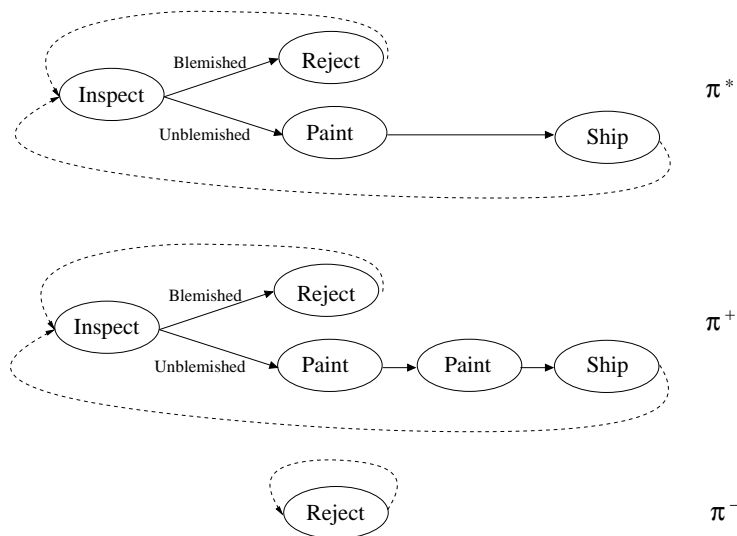 Blemished
Reject
Inspect
π*
Unblemished
Paint
Ship
Blemished
Reject
Inspect
π+
Unblemished
Paint
Paint
Ship
Reject
π−